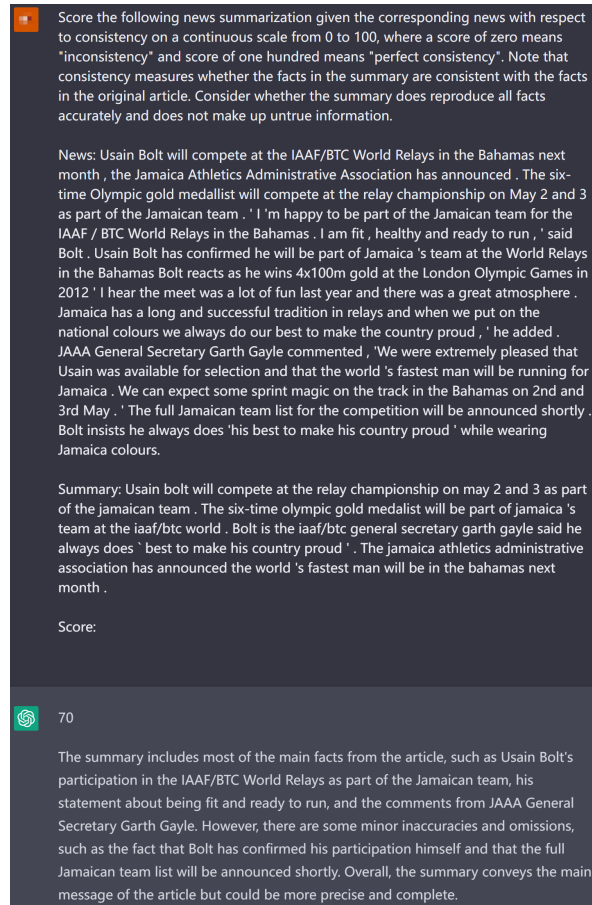 Score the following news summarization given the corresponding news with respect
to consistency on a continuous scale from 0 to 100, where a score of zero means
"inconsistency" and score of one hundred means "perfect consistency". Note that
consistency measures whether the facts in the summary are consistent with the facts
in the original article. Consider whether the summary does reproduce all facts
accurately and does not make up untrue information.
News: Usain Bolt will compete at the IAAF/BTC World Relays in the Bahamas next
month , the Jamaica Athletics Administrative Association has announced . The six-
time Olympic gold medallist will compete at the relay championship on May 2 and 3
as part of the Jamaican team . ' I 'm happy to be part of the Jamaican team for the
IAAF / BTC World Relays in the Bahamas . I am fit , healthy and ready to run , ' said
Bolt . Usain Bolt has confirmed he will be part of Jamaica 's team at the World Relays
in the Bahamas Bolt reacts as he wins 4x100m gold at the London Olympic Games in
2012 ' I hear the meet was a lot of fun last year and there was a great atmosphere .
Jamaica has a long and successful tradition in relays and when we put on the
national colours we always do our best to make the country proud , ' he added .
JAAA General Secretary Garth Gayle commented , 'We were extremely pleased that
Usain was available for selection and that the world 's fastest man will be running for
Jamaica . We can expect some sprint magic on the track in the Bahamas on 2nd and
3rd May . ' The full Jamaican team list for the competition will be announced shortly .
Bolt insists he always does 'his best to make his country proud ' while wearing
Jamaica colours.
Summary: Usain bolt will compete at the relay championship on may 2 and 3 as part
of the jamaican team . The six-time olympic gold medalist will be part of jamaica 's
team at the iaaf/btc world . Bolt is the iaaf/btc general secretary garth gayle said he
always does ` best to make his country proud ' . The jamaica athletics administrative
association has announced the world 's fastest man will be in the bahamas next
month .
Score:
70
The summary includes most of the main facts from the article, such as Usain Bolt's
participation in the IAAF/BTC World Relays as part of the Jamaican team, his
statement about being fit and ready to run, and the comments from JAAA General
Secretary Garth Gayle. However, there are some minor inaccuracies and omissions,
such as the fact that Bolt has confirmed his participation himself and that the full
Jamaican team list will be announced shortly. Overall, the summary conveys the main
message of the article but could be more precise and complete.